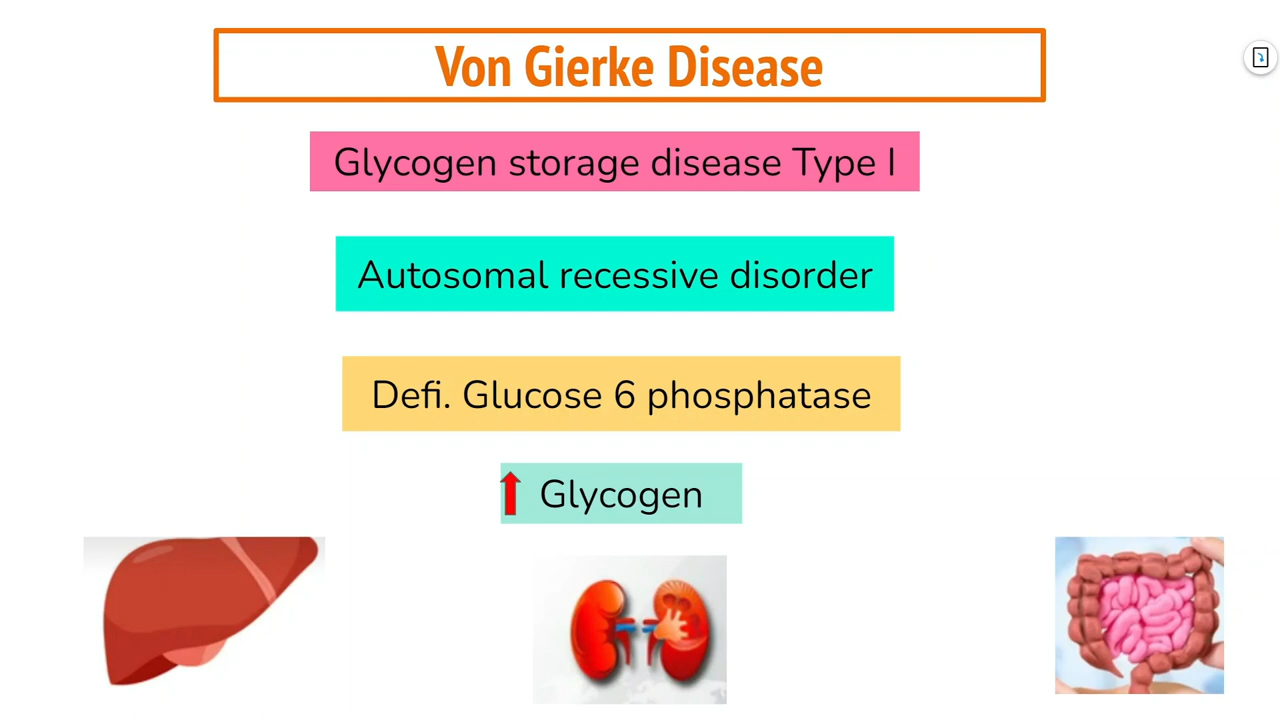 Von Gierke Disease
Glycogen storage disease Type I
Autosomal recessive disorder
Defi. Glucose 6 phosphatase
Glycogen